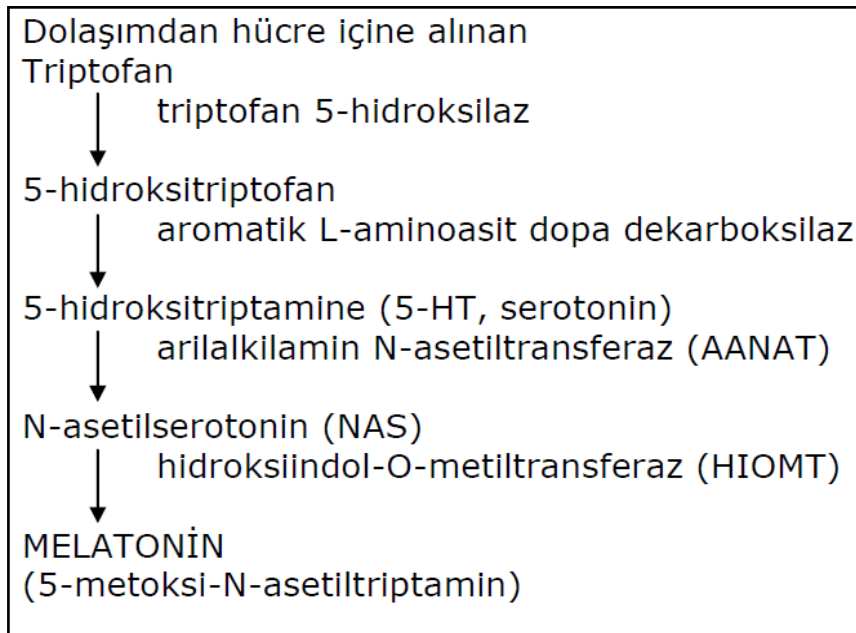 Dolaşımdan hücre içine alınan
Triptofan
triptofan 5-hidroksilaz
5-hidroksitriptofan
aromatik L-aminoasit dopa dekarboksilaz
5-hidroksitriptamine (5-HT, serotonin)
arilalkilamin N-asetiltransferaz (AANAT)
N-asetilserotonin (NAS)
hidroksiindol-O-metiltransferaz (HIOMT)
MELATONİN
(5-metoksi-N-asetiltriptamin)